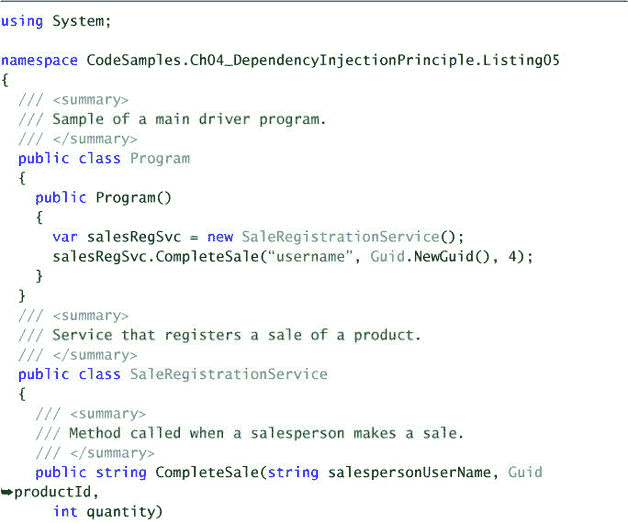 using System;
namespace CodeSamples.Ch04_DependencyInjectionPrinciple.Listing05
{
/// <summary>
/// Sample of a main driver program.
/// </summary>
public class Program
{
public Program()
{
var salesRegSvc = new SaleRegistrationService();
salesRegSvc.CompleteSale(“username”, Guid.NewGuid(), 4);
}
}
/// <summary>
/// Service that registers a sale of a product.
/// </summary>
public class SaleRegistrationService
{
/// <summary>
/// Method called when a salesperson makes a sale.
/// </summary>
public string CompleteSale(string salespersonUserName, Guid
➥productId,
int quantity)